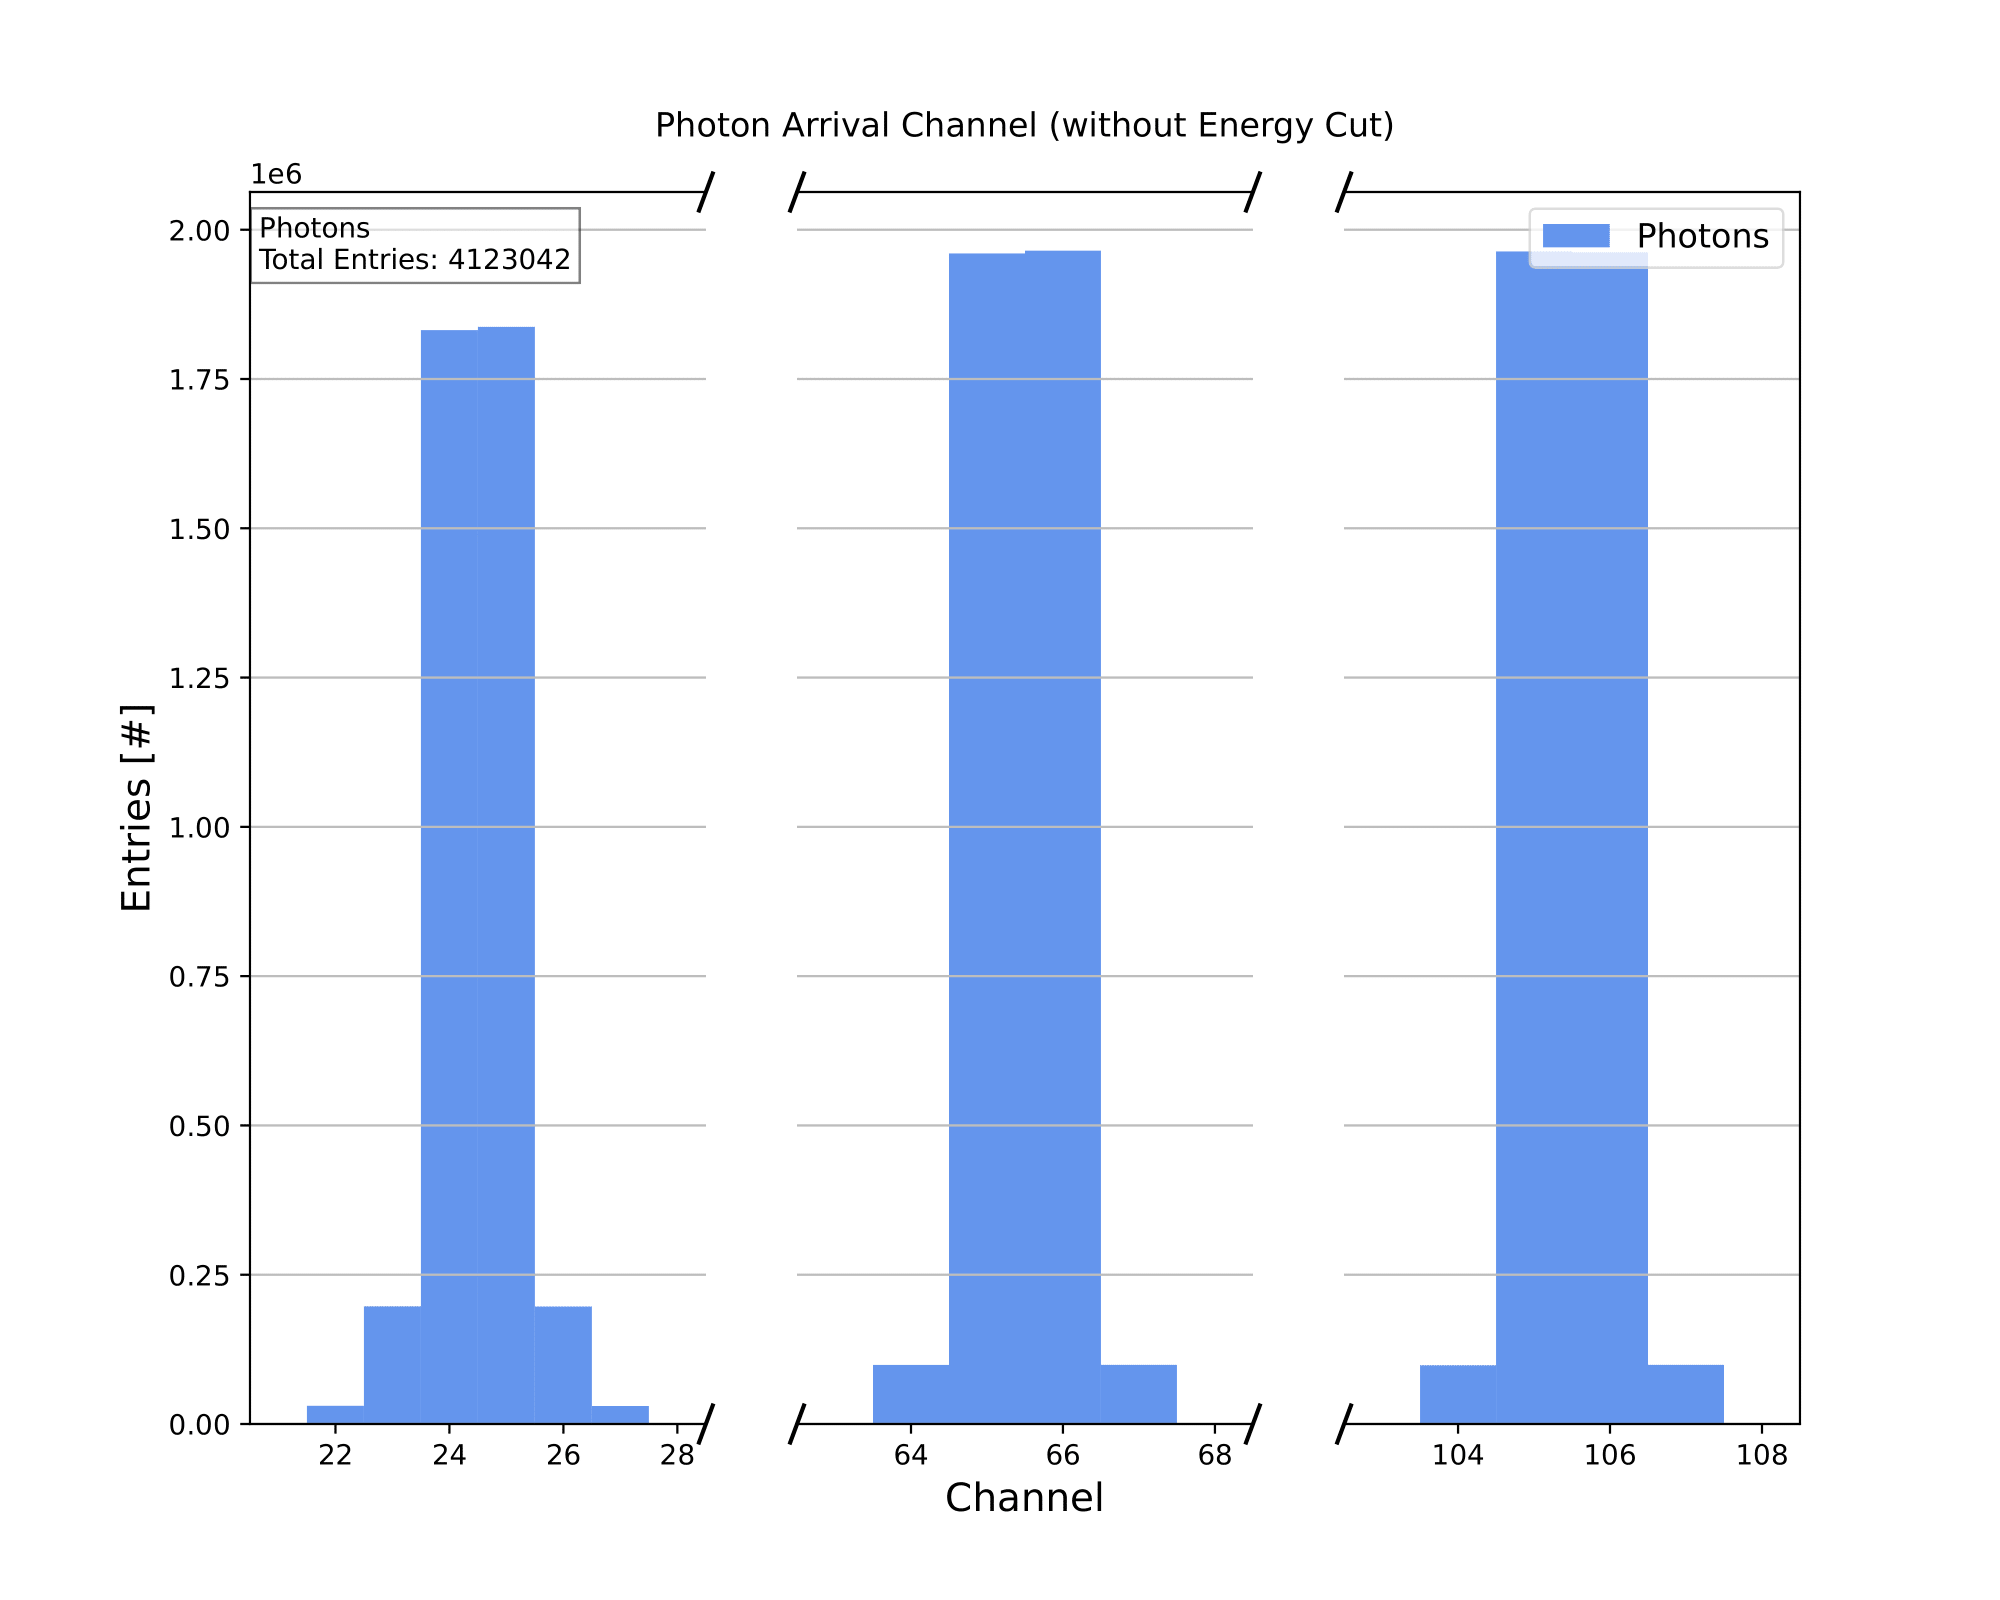 Photon Arrival Channel (without Energy Cut)
1e6
Photons
Total Entries: 4123042
Photons
2.00
1.75
1.50
1.25
1.00
0.75
0.50
0.25
0.00
Entries [#]
22 24 26 28 64 66 68 104 106 108
Channel